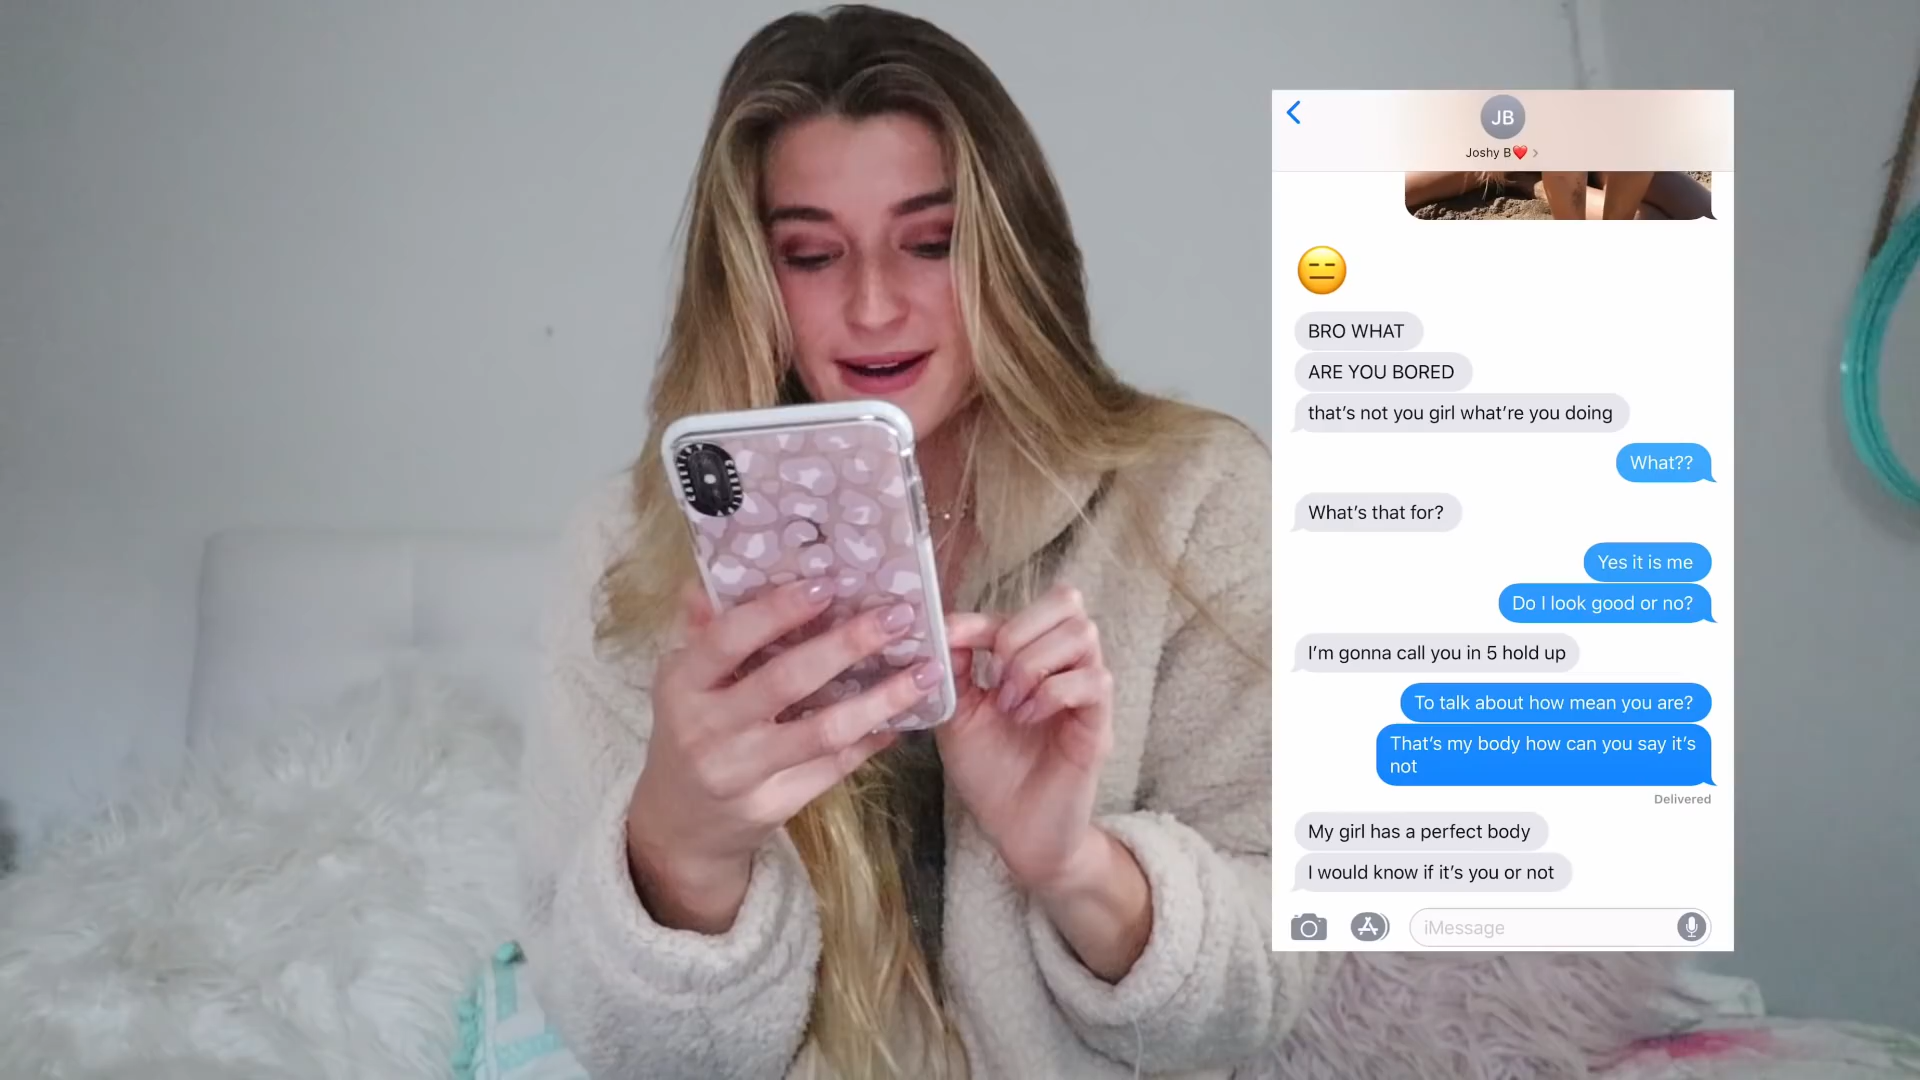 JB
Joshy B❤️ >
BRO WHAT
ARE YOU BORED
that's not you girl what're you doing
What??
What's that for?
Yes it is me
Do I look good or no?
I'm gonna call you in 5 hold up
To talk about how mean you are?
That's my body how can you say it's
not
Delivered
My girl has a perfect body
I would know if it's you or not
iMessage